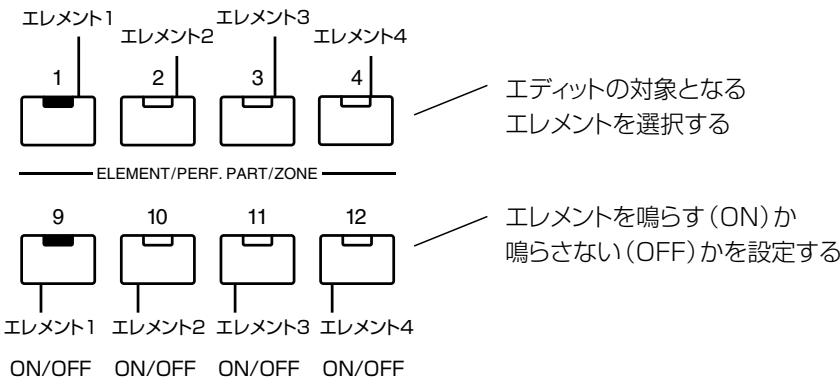 エレメント1
エレメント2
エレメント3
エレメント4
1
2
3
4
エディットの対象となる
エレメントを選択する
ELEMENT/PERF. PART/ZONE
9
10
11
12
エレメントを鳴らす(ON)か
鳴らさない(OFF)かを設定する
エレメント1 エレメント2 エレメント3 エレメント4
ON/OFF ON/OFF ON/OFF ON/OFF